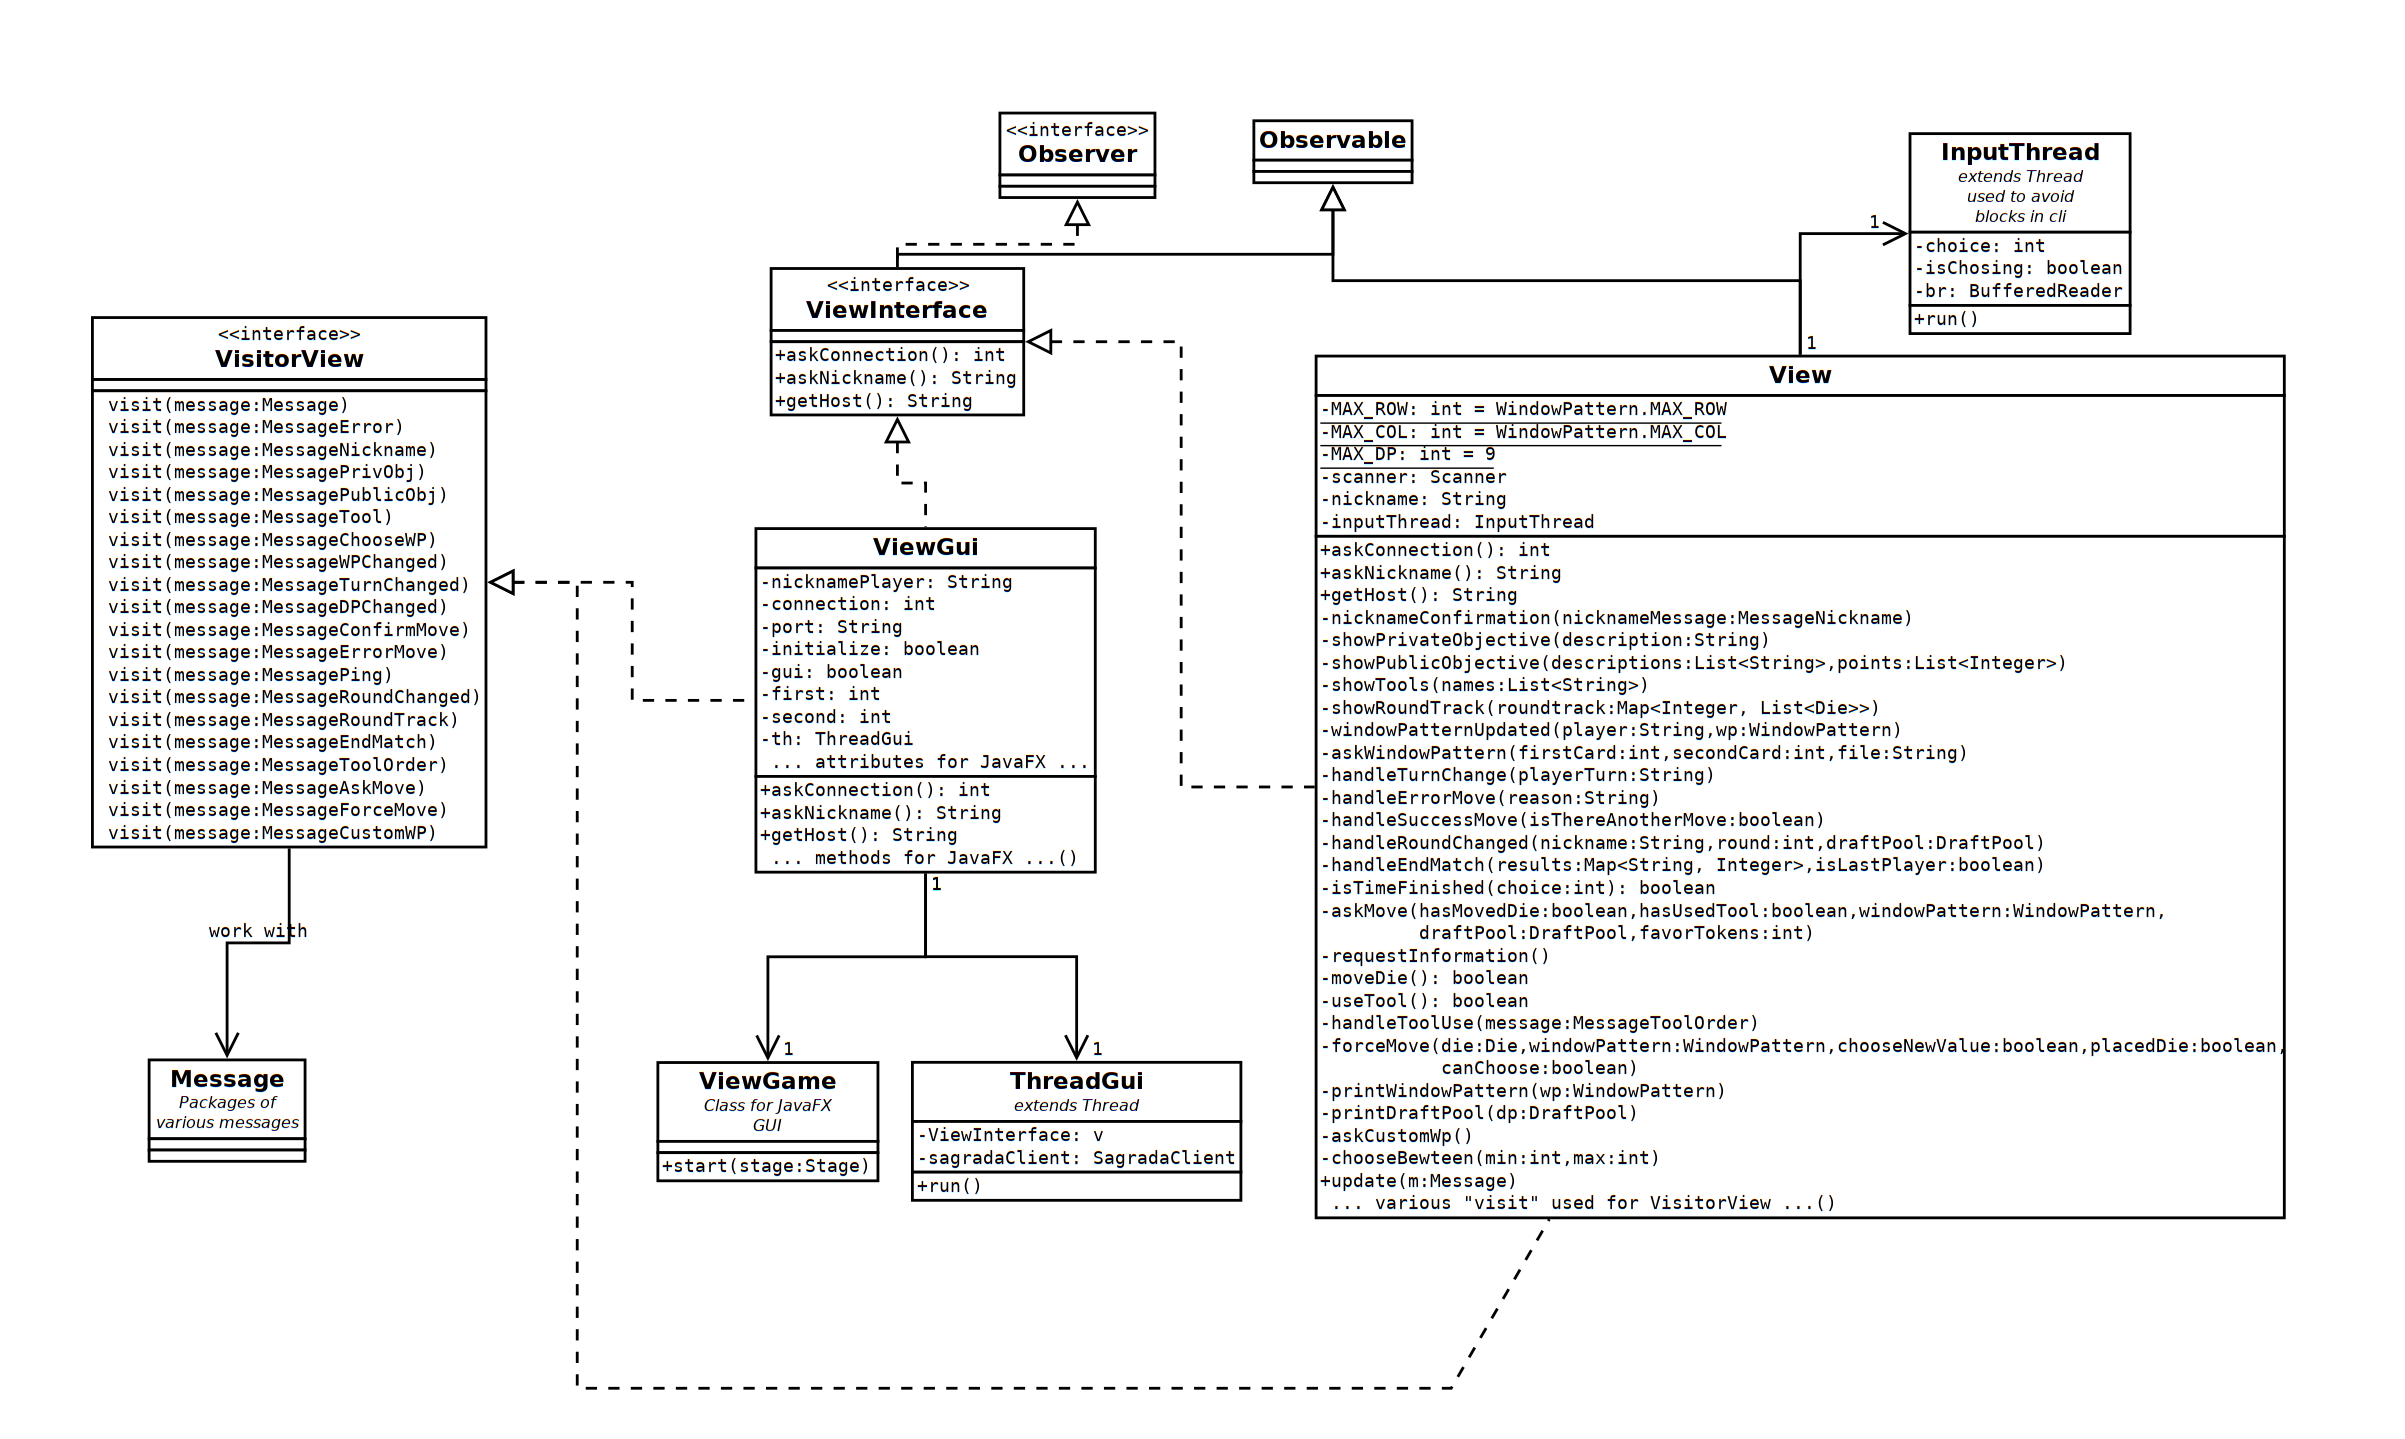 <<interface>>
Observer
Observable
InputThread
extends Thread
used to avoid
blocks in cli
-choice: int
-isChosing: boolean
-br: BufferedReader
+run()
1
1
<<interface>>
ViewInterface
+askConnection(): int
+askNickname(): String
+getHost(): String
<<interface>>
VisitorView
visit(message:Message)
visit(message:MessageError)
visit(message:MessageNickname)
visit(message:MessagePrivObj)
visit(message:MessagePublicObj)
visit(message:MessageTool)
visit(message:MessageChooseWP)
visit(message:MessageWPChanged)
visit(message:MessageTurnChanged)
visit(message:MessageDPChanged)
visit(message:MessageConfirmMove)
visit(message:MessageErrorMove)
visit(message:MessagePing)
visit(message:MessageRoundChanged)
visit(message:MessageRoundTrack)
visit(message:MessageEndMatch)
visit(message:MessageToolOrder)
visit(message:MessageAskMove)
visit(message:MessageForceMove)
visit(message:MessageCustomWP)
work with
Message
Packages of
various messages
ViewGui
-nicknamePlayer: String
-connection: int
-port: String
-initialize: boolean
-gui: boolean
-first: int
-second: int
-th: ThreadGui
... attributes for JavaFX ...
+askConnection(): int
+askNickname(): String
+getHost(): String
... methods for JavaFX ...()
1
1
1
ViewGame
Class for JavaFX
GUI
+start(stage:Stage)
ThreadGui
extends Thread
-ViewInterface: v
-sagradaClient: SagradaClient
+run()
View
-MAX_ROW: int = WindowPattern.MAX_ROW
-MAX_COL: int = WindowPattern.MAX_COL
-MAX_DP: int = 9
-scanner: Scanner
-nickname: String
-inputThread: InputThread
+askConnection(): int
+askNickname(): String
+getHost(): String
-nicknameConfirmation(nicknameMessage:MessageNickname)
-showPrivateObjective(description:String)
-showPublicObjective(descriptions:List<String>,points:List<Integer>)
-showTools(names:List<String>)
-showRoundTrack(roundtrack:Map<Integer, List<Die>>)
-windowPatternUpdated(player:String,wp:WindowPattern)
-askWindowPattern(firstCard:int,secondCard:int,file:String)
-handleTurnChange(playerTurn:String)
-handleErrorMove(reason:String)
-handleSuccessMove(isThereAnotherMove:boolean)
-handleRoundChanged(nickname:String,round:int,draftPool:DraftPool)
-handleEndMatch(results:Map<String, Integer>,isLastPlayer:boolean)
-isTimeFinished(choice:int): boolean
-askMove(hasMovedDie:boolean,hasUsedTool:boolean,windowPattern:WindowPattern,
draftPool:DraftPool,favorTokens:int)
-requestInformation()
-moveDie(): boolean
-useTool(): boolean
-handleToolUse(message:MessageToolOrder)
-forceMove(die:Die,windowPattern:WindowPattern,chooseNewValue:boolean,placedDie:boolean,
canChoose:boolean)
-printWindowPattern(wp:WindowPattern)
-printDraftPool(dp:DraftPool)
-askCustomWp()
-chooseBewteen(min:int,max:int)
+update(m:Message)
... various "visit" used for VisitorView ...()